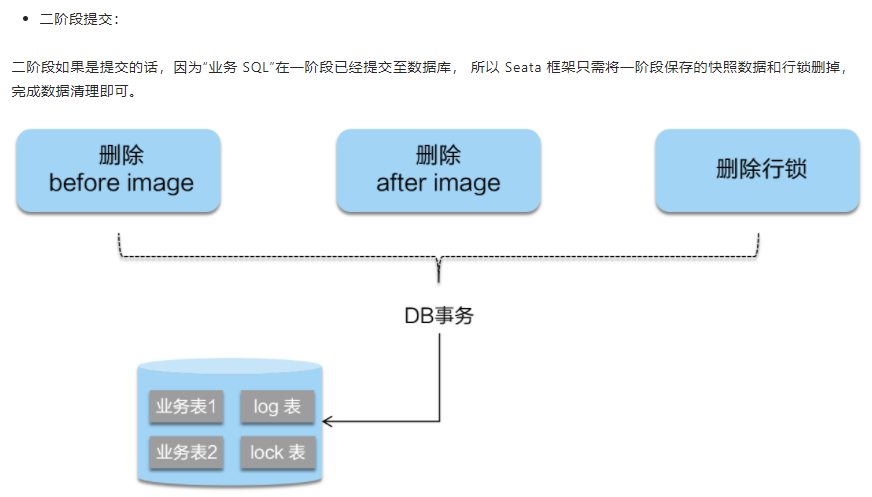 二阶段提交：
二阶段如果是提交的话，因为“业务 SQL”在一阶段已经提交至数据库， 所以 Seata 框架只需将一阶段保存的快照数据和行锁删掉，
完成数据清理即可。
删除
before image
删除
after image
删除行锁
DB事务
业务表1
log 表
业务表2
lock 表